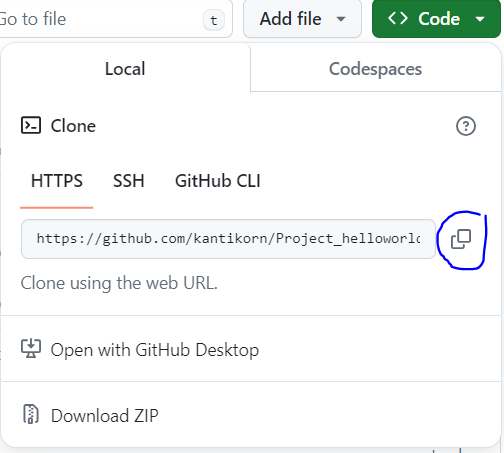 Go to file t Add file Code
Local Codespaces
Clone
HTTPS SSH GitHub CLI
https://github.com/kantikorn/Project_helloworld
Clone using the web URL.
Open with GitHub Desktop
Download ZIP